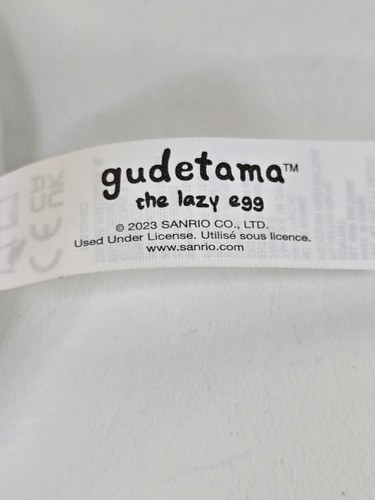 gudetama™
the lazy egg
© 2023 SANRIO CO., LTD.
Used Under License. Utilisé sous licence.
www.sanrio.com